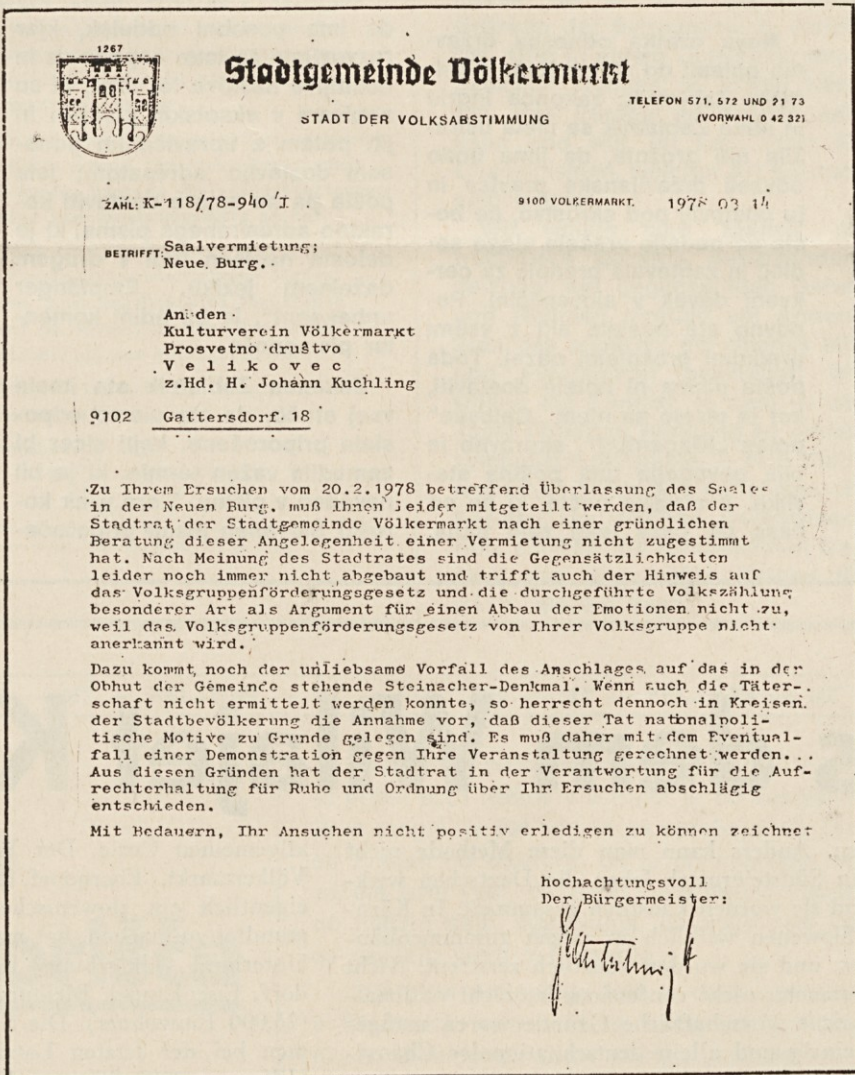 1267
Stadtgemeinde Völkermarkt
TELEFON 571, 572 UND 21 73
STADT DER VOLKSABSTIMMUNG
(VORWAHL 0 42 32)
ZAHL: K-118/78-940/I.
9100 VÖLKERMARKT, 1978 03 14
BETRIFFT: Saalvermietung;
Neue Burg.
An den
Kulturverein Völkermarkt
Prosvetno društvo
V e l i k o v e c
z.Hd. H. Johann Kuchling
9102 Gattersdorf 18
Zu Ihrem Ersuchen vom 20.2.1978 betreffend Überlassung des Saales
in der Neuen Burg. muß Ihnen leider mitgeteilt werden, daß der
Stadtrat der Stadtgemeinde Völkermarkt nach einer gründlichen
Beratung dieser Angelegenheit einer Vermietung nicht zugestimmt
hat. Nach Meinung des Stadtrates sind die Gegensätzlichkeiten
leider noch immer nicht abgebaut und trifft auch der Hinweis auf
das Volksgruppenförderungsgesetz und die durchgeführte Volkszählung
besonderer Art als Argument für einen Abbau der Emotionen nicht zu,
weil das Volksgruppenförderungsgesetz von Ihrer Volksgruppe nicht
anerkannt wird.
Dazu kommt noch der unliebsame Vorfall des Anschlages auf das in der
Obhut der Gemeinde stehende Steinacher-Denkmal. Wenn auch die Täter-
schaft nicht ermittelt werden konnte, so herrscht dennoch in Kreisen
der Stadtbevölkerung die Annahme vor, daß dieser Tat nationalpoli-
tische Motive zu Grunde gelegen sind. Es muß daher mit dem Eventual-
fall einer Demonstration gegen Ihre Veranstaltung gerechnet werden...
Aus diesen Gründen hat der Stadtrat in der Verantwortung für die Auf-
rechterhaltung für Ruhe und Ordnung über Ihr Ersuchen abschlägig
entschieden.
Mit Bedauern, Ihr Ansuchen nicht positiv erledigen zu können zeichnet
hochachtungsvoll
Der Bürgermeister: